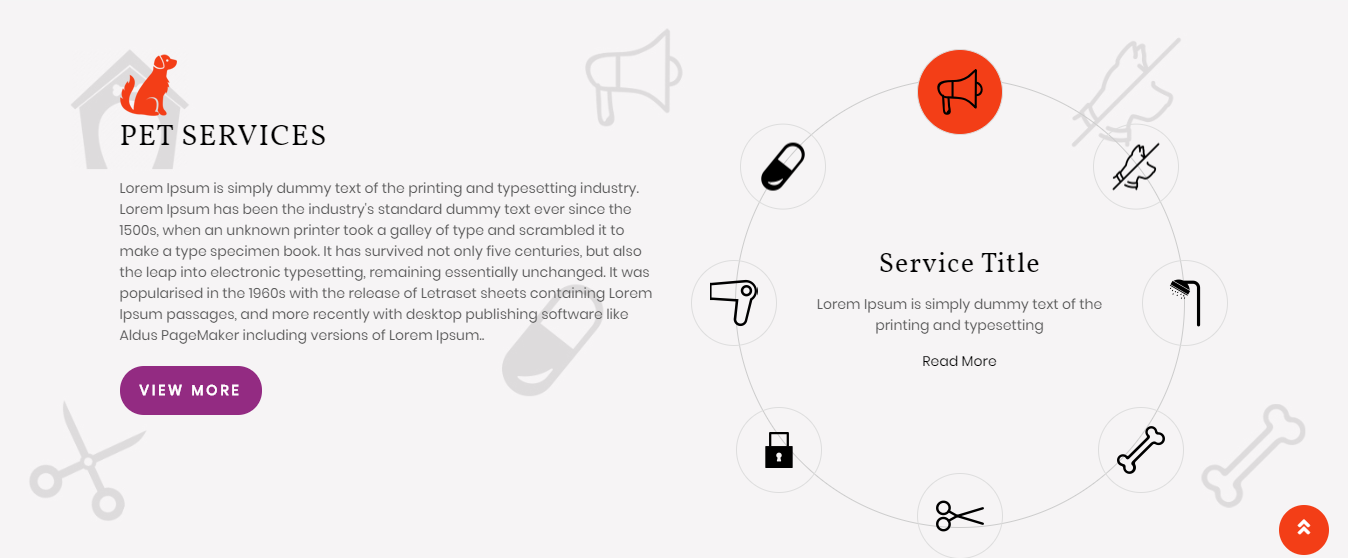 PET SERVICES
Lorem Ipsum is simply dummy text of the printing and typesetting industry.
Lorem Ipsum has been the industry's standard dummy text ever since the
1500s, when an unknown printer took a galley of type and scrambled it to
make a type specimen book. It has survived not only five centuries, but also
the leap into electronic typesetting, remaining essentially unchanged. It was
popularised in the 1960s with the release of Letraset sheets containing Lorem
Ipsum passages, and more recently with desktop publishing software like
Aldus PageMaker including versions of Lorem Ipsum..
VIEW MORE
Service Title
Lorem Ipsum is simply dummy text of the
printing and typesetting
Read More